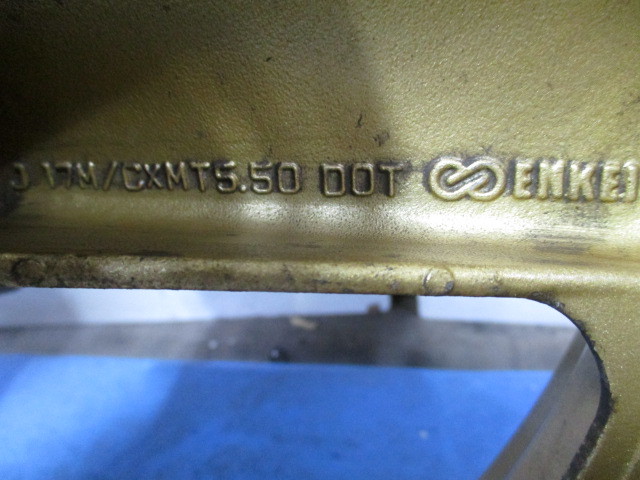 J 17M/CXMT5.50 DOT ENKEI